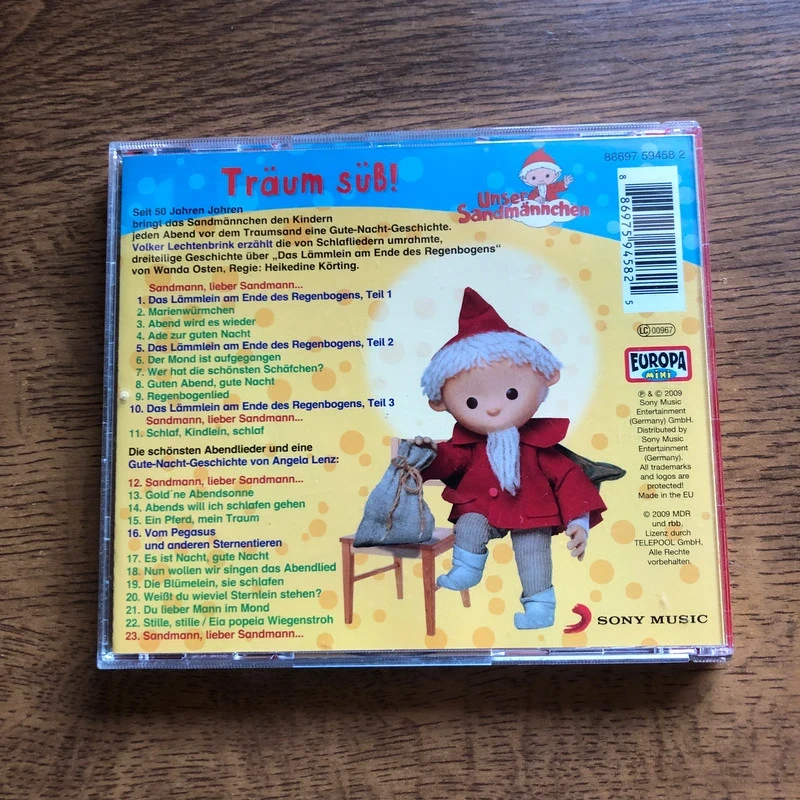 Träum süß!
Unser
Sandmännchen
88697 59458 2
8 86975 94582 5
Seit 50 Jahren Jahren
bringt das Sandmännchen den Kindern
jeden Abend vor dem Traumsand eine Gute-Nacht-Geschichte.
Volker Lechtenbrink erzählt die von Schlafliedern umrahmte,
dreiteilige Geschichte über „Das Lämmlein am Ende des Regenbogens“
von Wanda Osten, Regie: Heikedine Körting.
Sandmann, lieber Sandmann...
1. Das Lämmlein am Ende des Regenbogens, Teil 1
2. Marienwürmchen
3. Abend wird es wieder
4. Ade zur guten Nacht
5. Das Lämmlein am Ende des Regenbogens, Teil 2
6. Der Mond ist aufgegangen
7. Wer hat die schönsten Schäfchen?
8. Guten Abend, gute Nacht
9. Regenbogenlied
10. Das Lämmlein am Ende des Regenbogens, Teil 3
Sandmann, lieber Sandmann...
11. Schlaf, Kindlein, schlaf
Die schönsten Abendlieder und eine
Gute-Nacht-Geschichte von Angela Lenz:
12. Sandmann, lieber Sandmann...
13. Gold´ne Abendsonne
14. Abends will ich schlafen gehen
15. Ein Pferd, mein Traum
16. Vom Pegasus
und anderen Sternentieren
17. Es ist Nacht, gute Nacht
18. Nun wollen wir singen das Abendlied
19. Die Blümelein, sie schlafen
20. Weißt du wieviel Sternlein stehen?
21. Du lieber Mann im Mond
22. Stille, stille / Eia popeia Wiegenstroh
23. Sandmann, lieber Sandmann...
LC 00967
EUROPA
MINI
℗ & © 2009
Sony Music
Entertainment
(Germany) GmbH.
Distributed by
Sony Music
Entertainment
(Germany).
All trademarks
and logos are
protected!
Made in the EU
© 2009 MDR
und rbb.
Lizenz durch
TELEPOOL GmbH.
Alle Rechte
vorbehalten.
SONY MUSIC